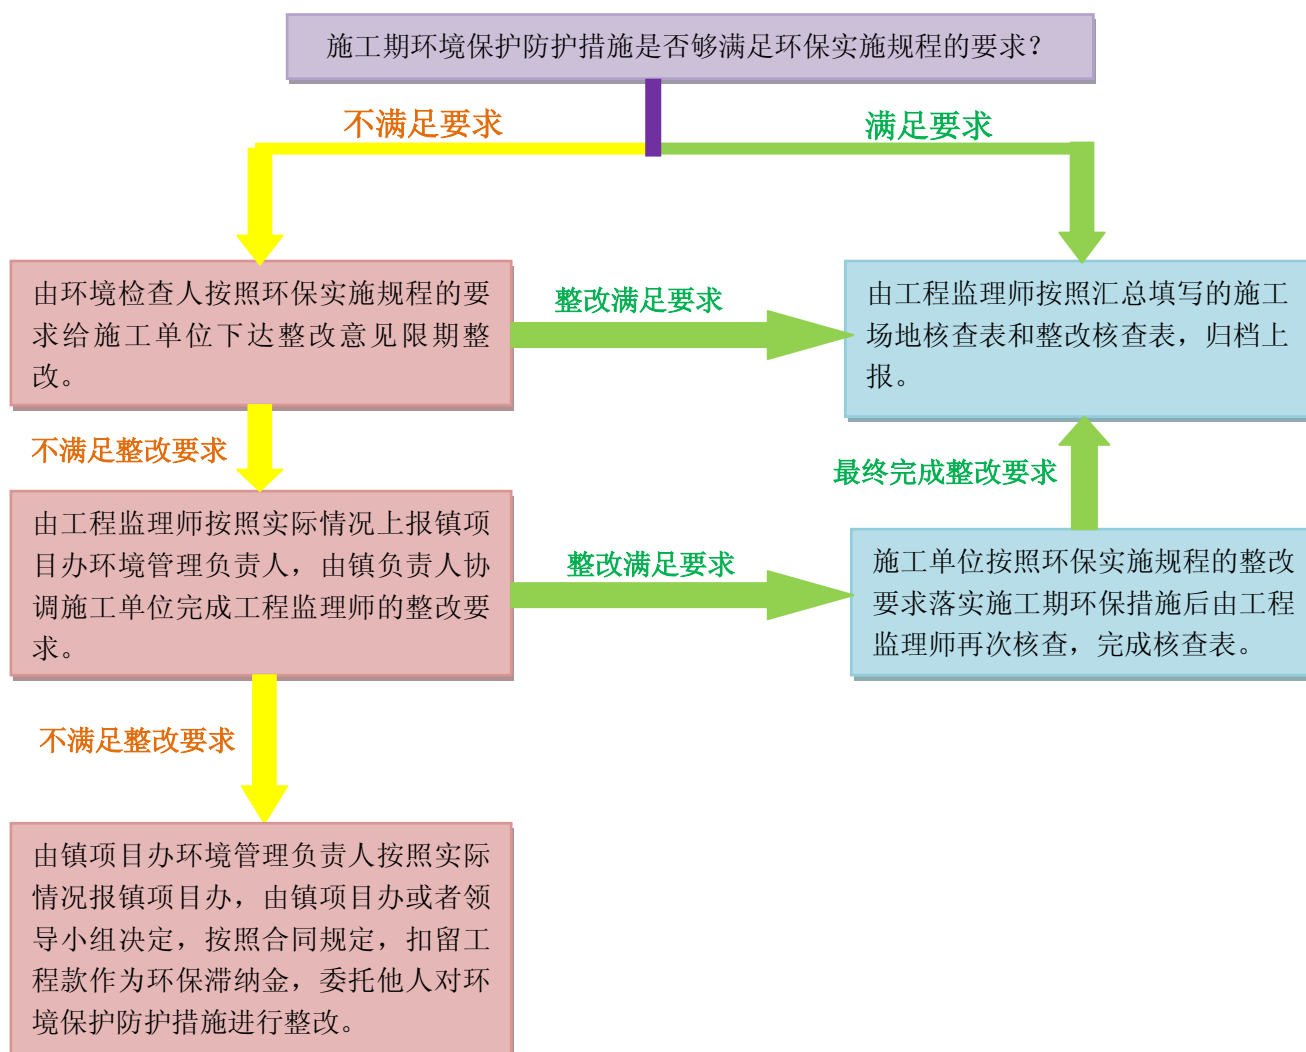 施工期环境保护防护措施是否够满足环保实施规程的要求？
不满足要求
满足要求
由环境检查人按照环保实施规程的要
求给施工单位下达整改意见限期整
改。
整改满足要求
由工程监理师按照汇总填写的施工
场地核查表和整改核查表，归档上
报。
不满足整改要求
最终完成整改要求
由工程监理师按照实际情况上报镇项
目办环境管理负责人，由镇负责人协
调施工单位完成工程监理师的整改要
求。
整改满足要求
施工单位按照环保实施规程的整改
要求落实施工期环保措施后由工程
监理师再次核查，完成核查表。
不满足整改要求
由镇项目办环境管理负责人按照实际
情况报镇项目办，由镇项目办或者领
导小组决定，按照合同规定，扣留工
程款作为环保滞纳金，委托他人对环
境保护防护措施进行整改。